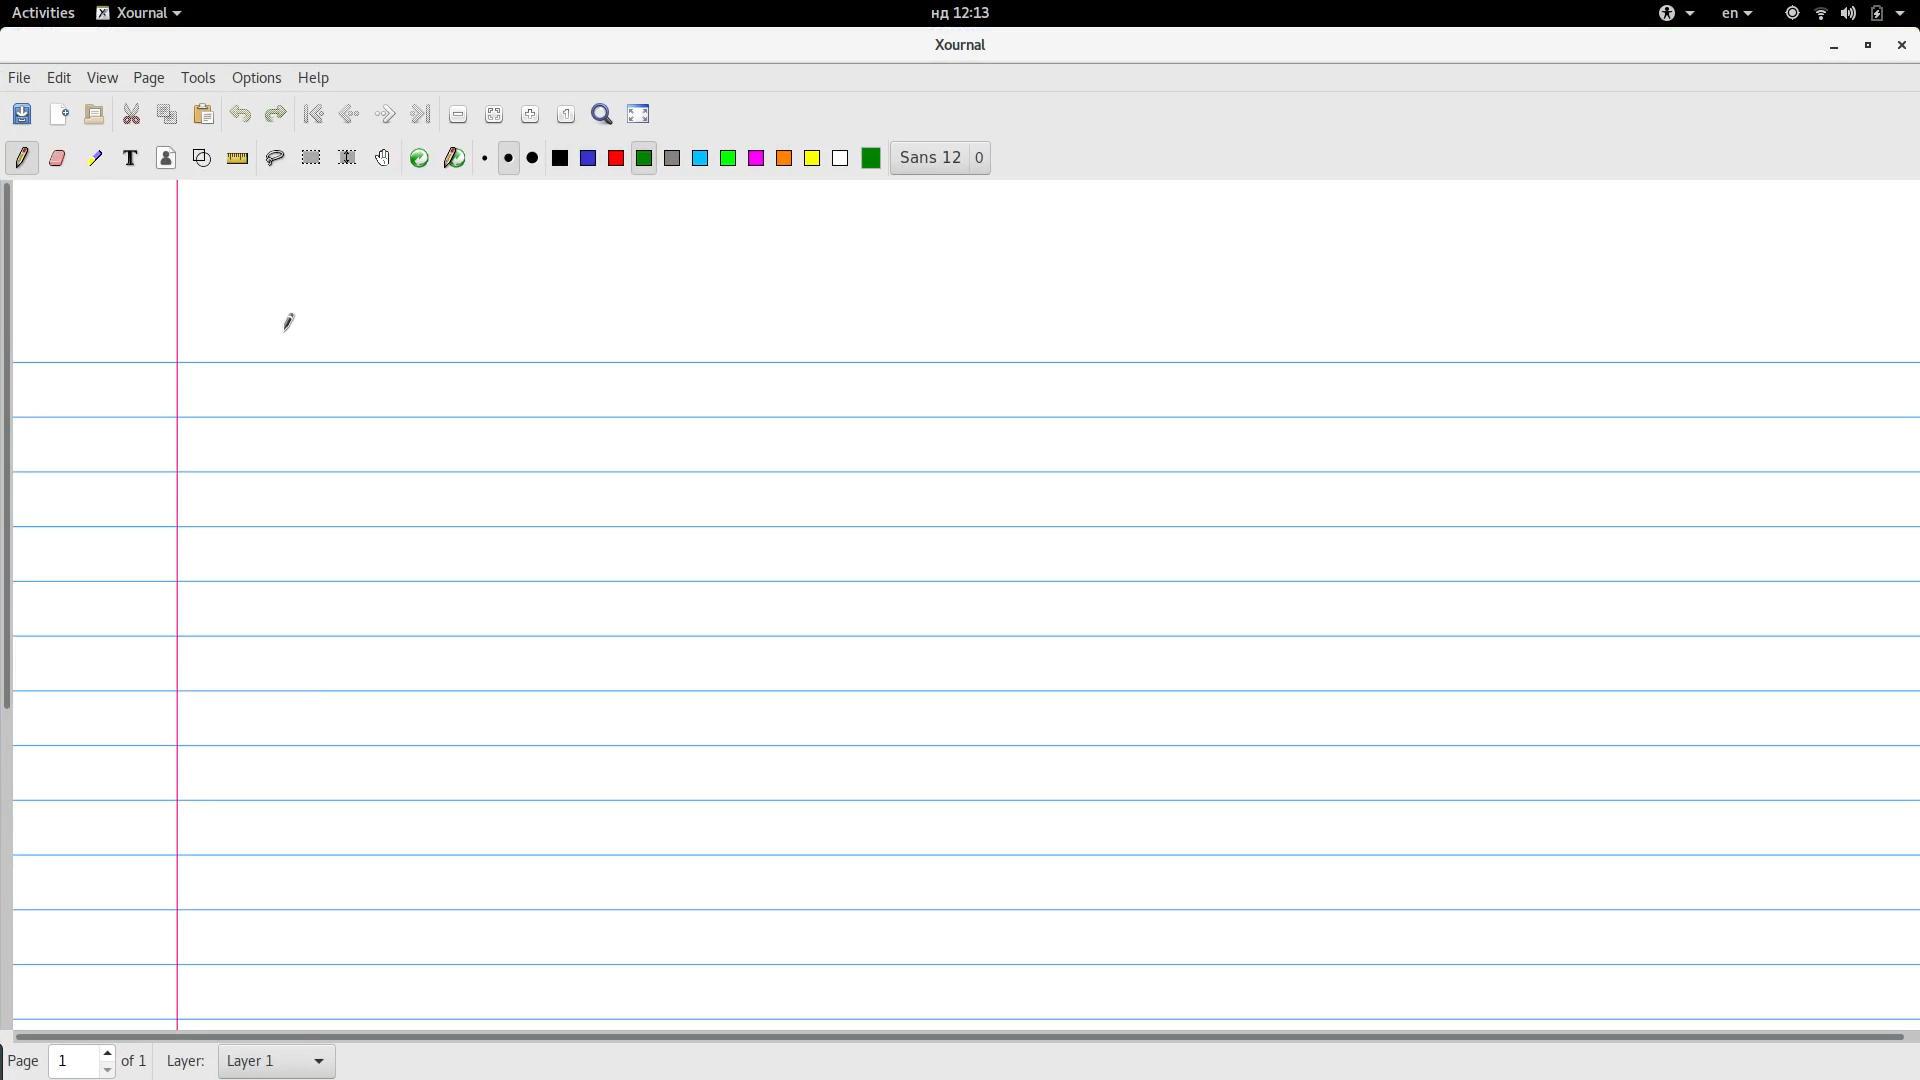 Activities Xournal нд 12:13 en
Xournal
File Edit View Page Tools Options Help
T Sans 12 0
Page 1 of 1 Layer: Layer 1